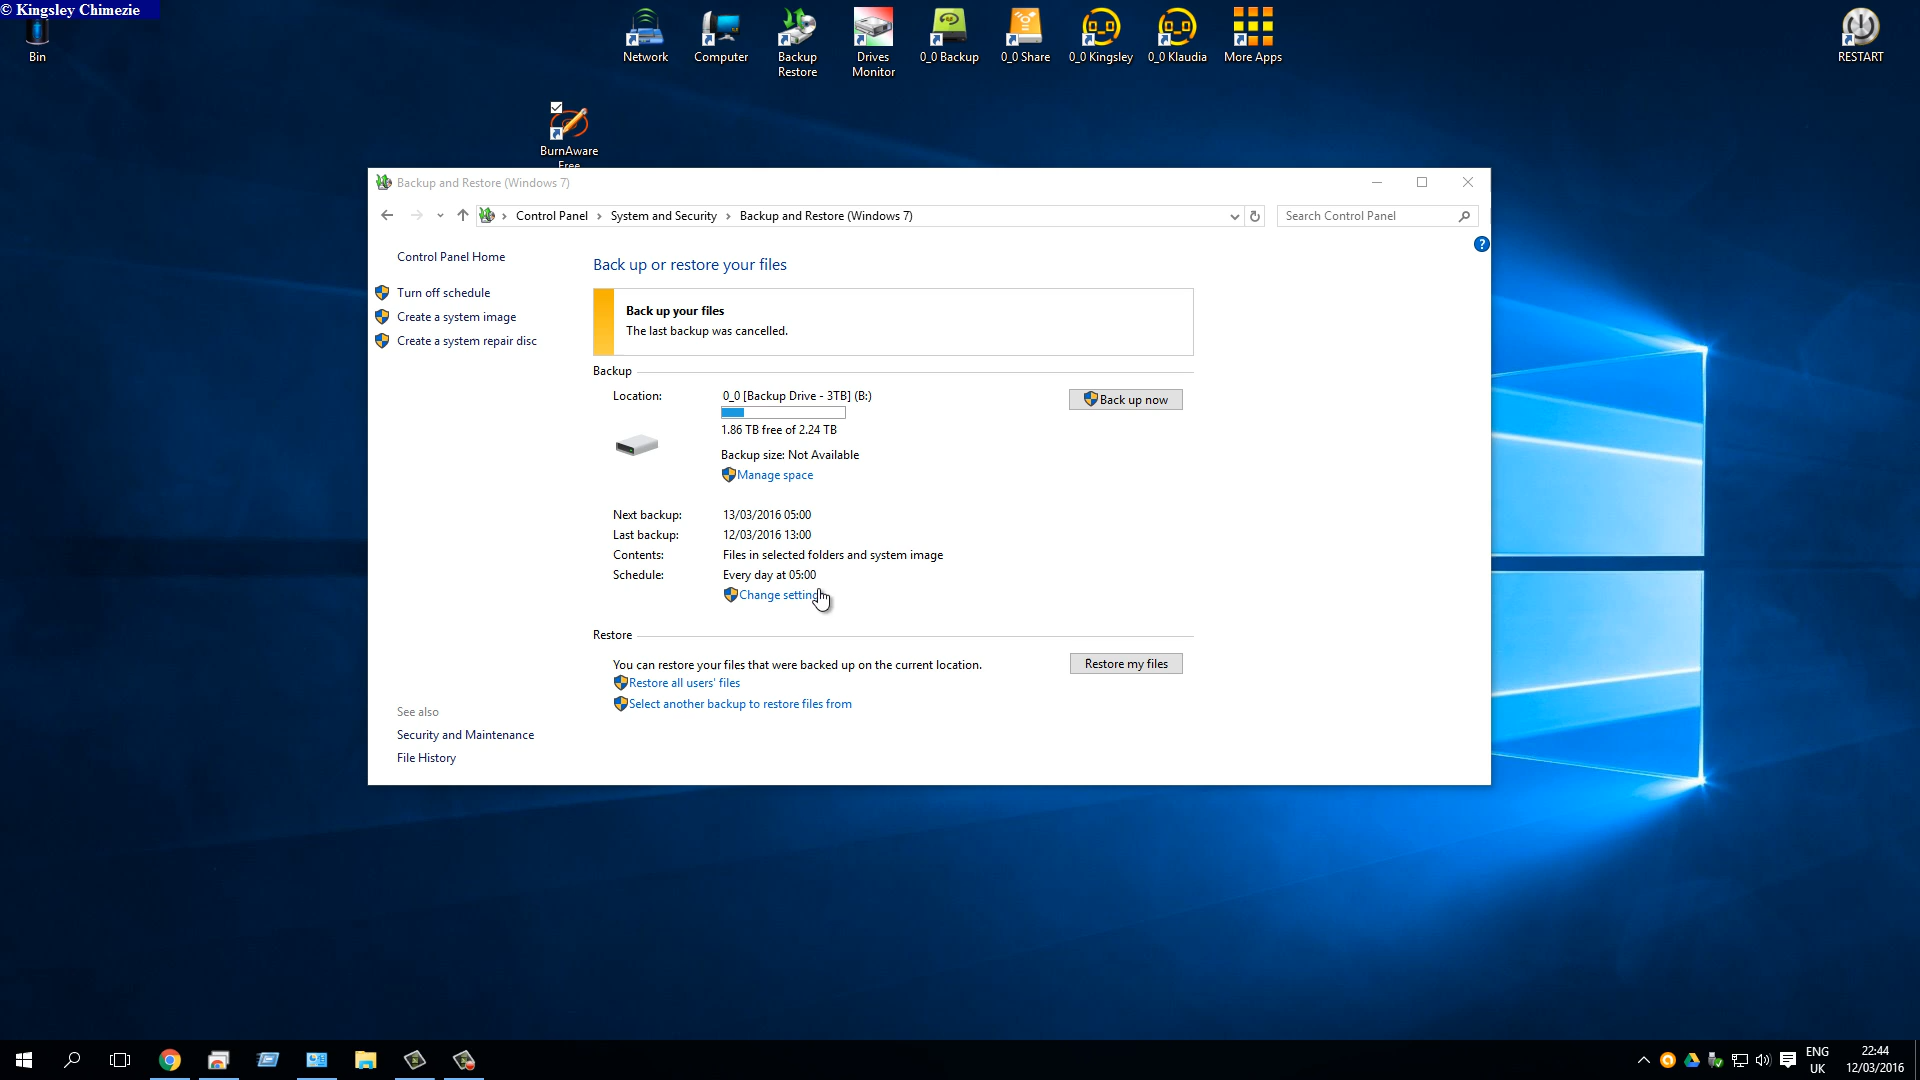 © Kingsley Chimezie
Bin
Network
Computer
Backup
Restore
Drives
Monitor
0_0 Backup
0_0 Share
0_0 Kingsley
0_0 Klaudia
More Apps
RESTART
BurnAware
Free
Backup and Restore (Windows 7)
Control Panel
System and Security
Backup and Restore (Windows 7)
Search Control Panel
Control Panel Home
Turn off schedule
Create a system image
Create a system repair disc
Back up or restore your files
Back up your files
The last backup was cancelled.
Backup
Location: 0_0 [Backup Drive - 3TB] (B:)
Back up now
1.86 TB free of 2.24 TB
Backup size: Not Available
Manage space
Next backup: 13/03/2016 05:00
Last backup: 12/03/2016 13:00
Contents: Files in selected folders and system image
Schedule: Every day at 05:00
Change setting
Restore
You can restore your files that were backed up on the current location.
Restore my files
Restore all users' files
Select another backup to restore files from
See also
Security and Maintenance
File History
ENG
UK
22:44
12/03/2016